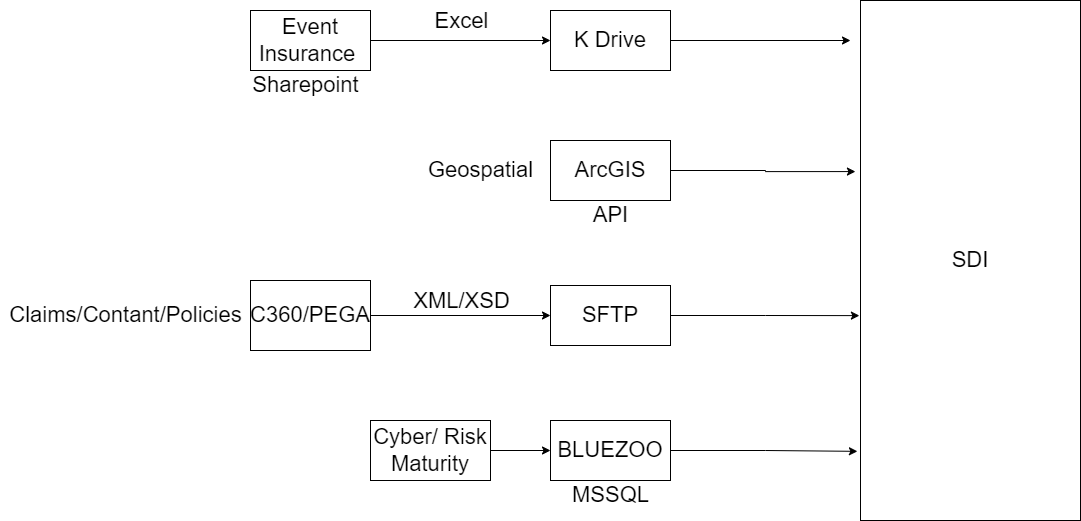 Event
Insurance
Sharepoint
Excel
K Drive
Geospatial
ArcGIS
API
Claims/Contant/Policies
C360/PEGA
XML/XSD
SFTP
Cyber/ Risk
Maturity
BLUEZOO
MSSQL
SDI